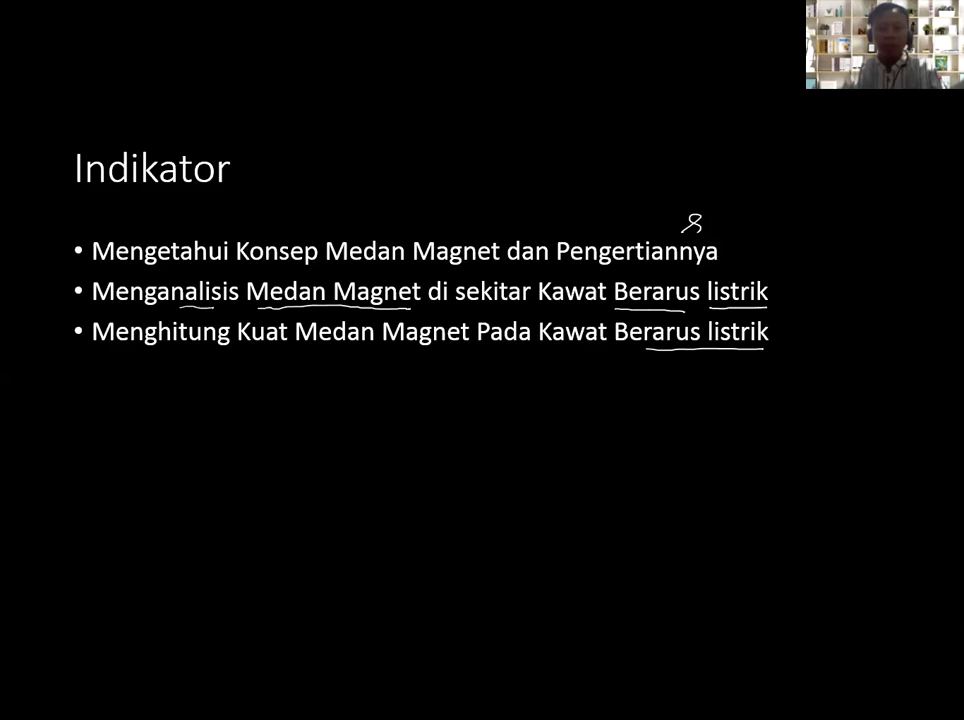 Indikator
• Mengetahui Konsep Medan Magnet dan Pengertiannya
• Menganalisis Medan Magnet di sekitar Kawat Berarus listrik
• Menghitung Kuat Medan Magnet Pada Kawat Berarus listrik